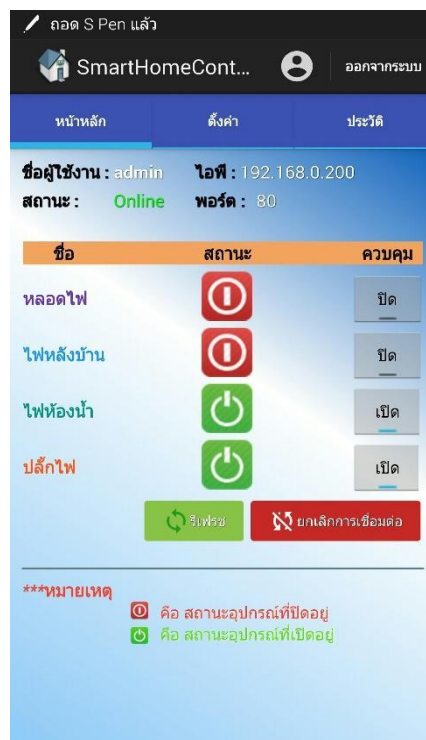 ถอด S Pen แล้ว
SmartHomeCont... ออกจากระบบ
หน้าหลัก ตั้งค่า ประวัติ
ชื่อผู้ใช้งาน : admin ไอพี : 192.168.0.200
สถานะ : Online พอร์ต : 80
ชื่อ สถานะ ควบคุม
หลอดไฟ ปิด
ไฟหลังบ้าน ปิด
ไฟห้องน้ำ เปิด
ปลั๊กไฟ เปิด
รีเฟรช ยกเลิกการเชื่อมต่อ
***หมายเหตุ
คือ สถานะอุปกรณ์ที่ปิดอยู่
คือ สถานะอุปกรณ์ที่เปิดอยู่